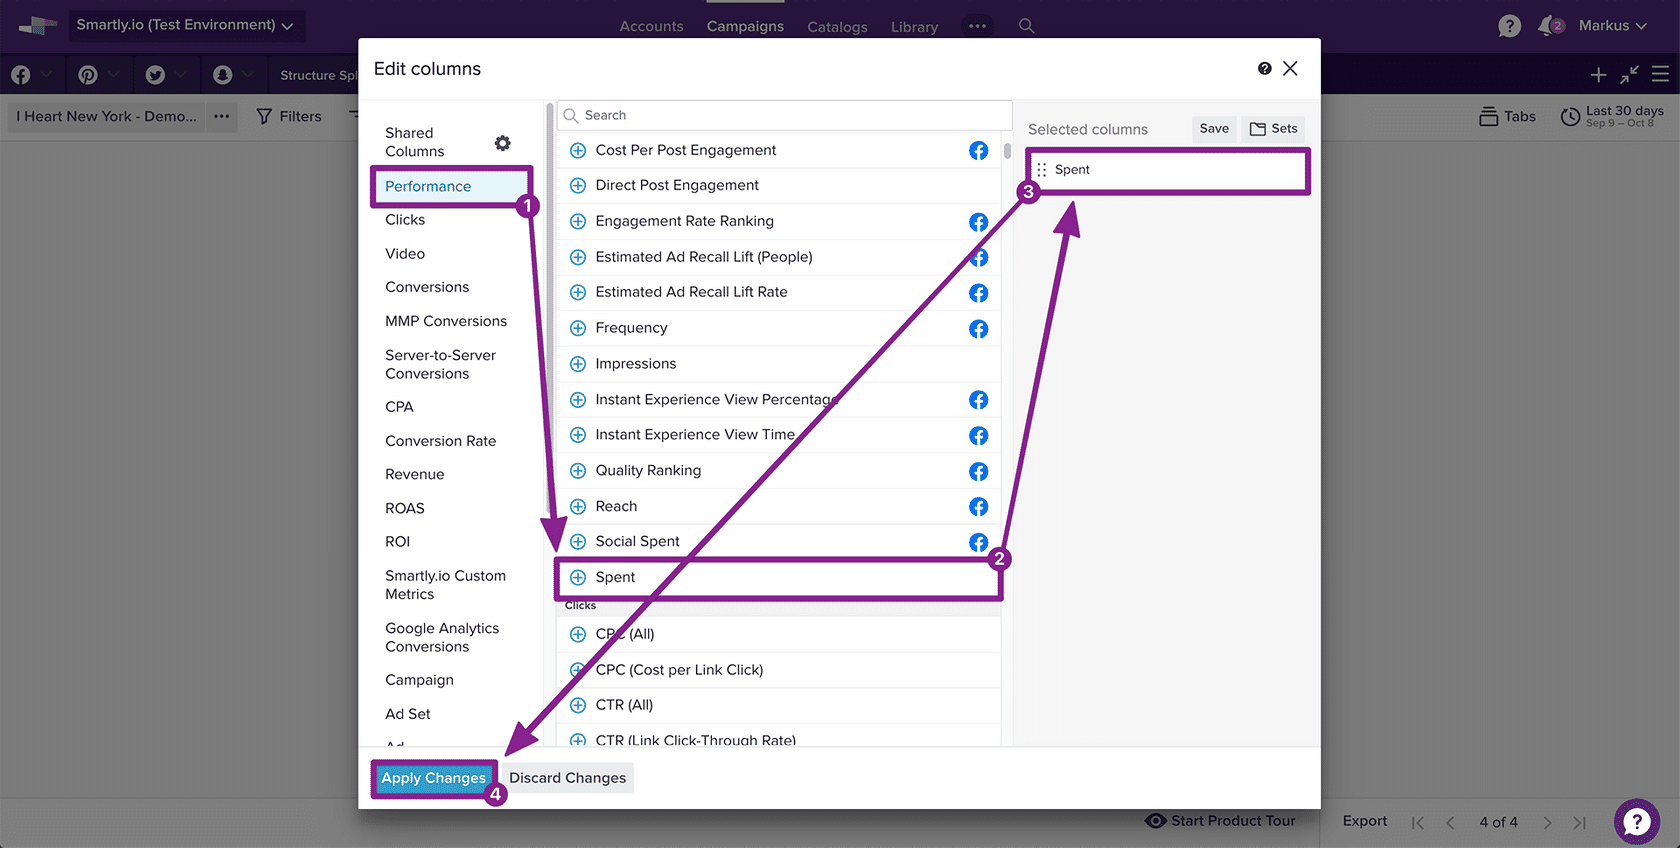 Smartly.io (Test Environment)
Accounts
Campaigns
Catalogs
Library
•••
?
2
Markus
Structure Spl
I Heart New York - Demo...
•••
Filters
Tabs
Last 30 days
Sep 9 – Oct 8
Edit columns
?
Shared
Columns
Performance
1
Clicks
Video
Conversions
MMP Conversions
Server-to-Server
Conversions
CPA
Conversion Rate
Revenue
ROAS
ROI
Smartly.io Custom
Metrics
Google Analytics
Conversions
Campaign
Ad Set
Ad
Search
Cost Per Post Engagement
Direct Post Engagement
Engagement Rate Ranking
Estimated Ad Recall Lift (People)
Estimated Ad Recall Lift Rate
Frequency
Impressions
Instant Experience View Percentage
Instant Experience View Time
Quality Ranking
Reach
Social Spent
2
Spent
Clicks
CPC (All)
CPC (Cost per Link Click)
CTR (All)
CTR (Link Click-Through Rate)
Selected columns
Save
Sets
Spent
3
Apply Changes
4
Discard Changes
Start Product Tour
Export
4 of 4
?